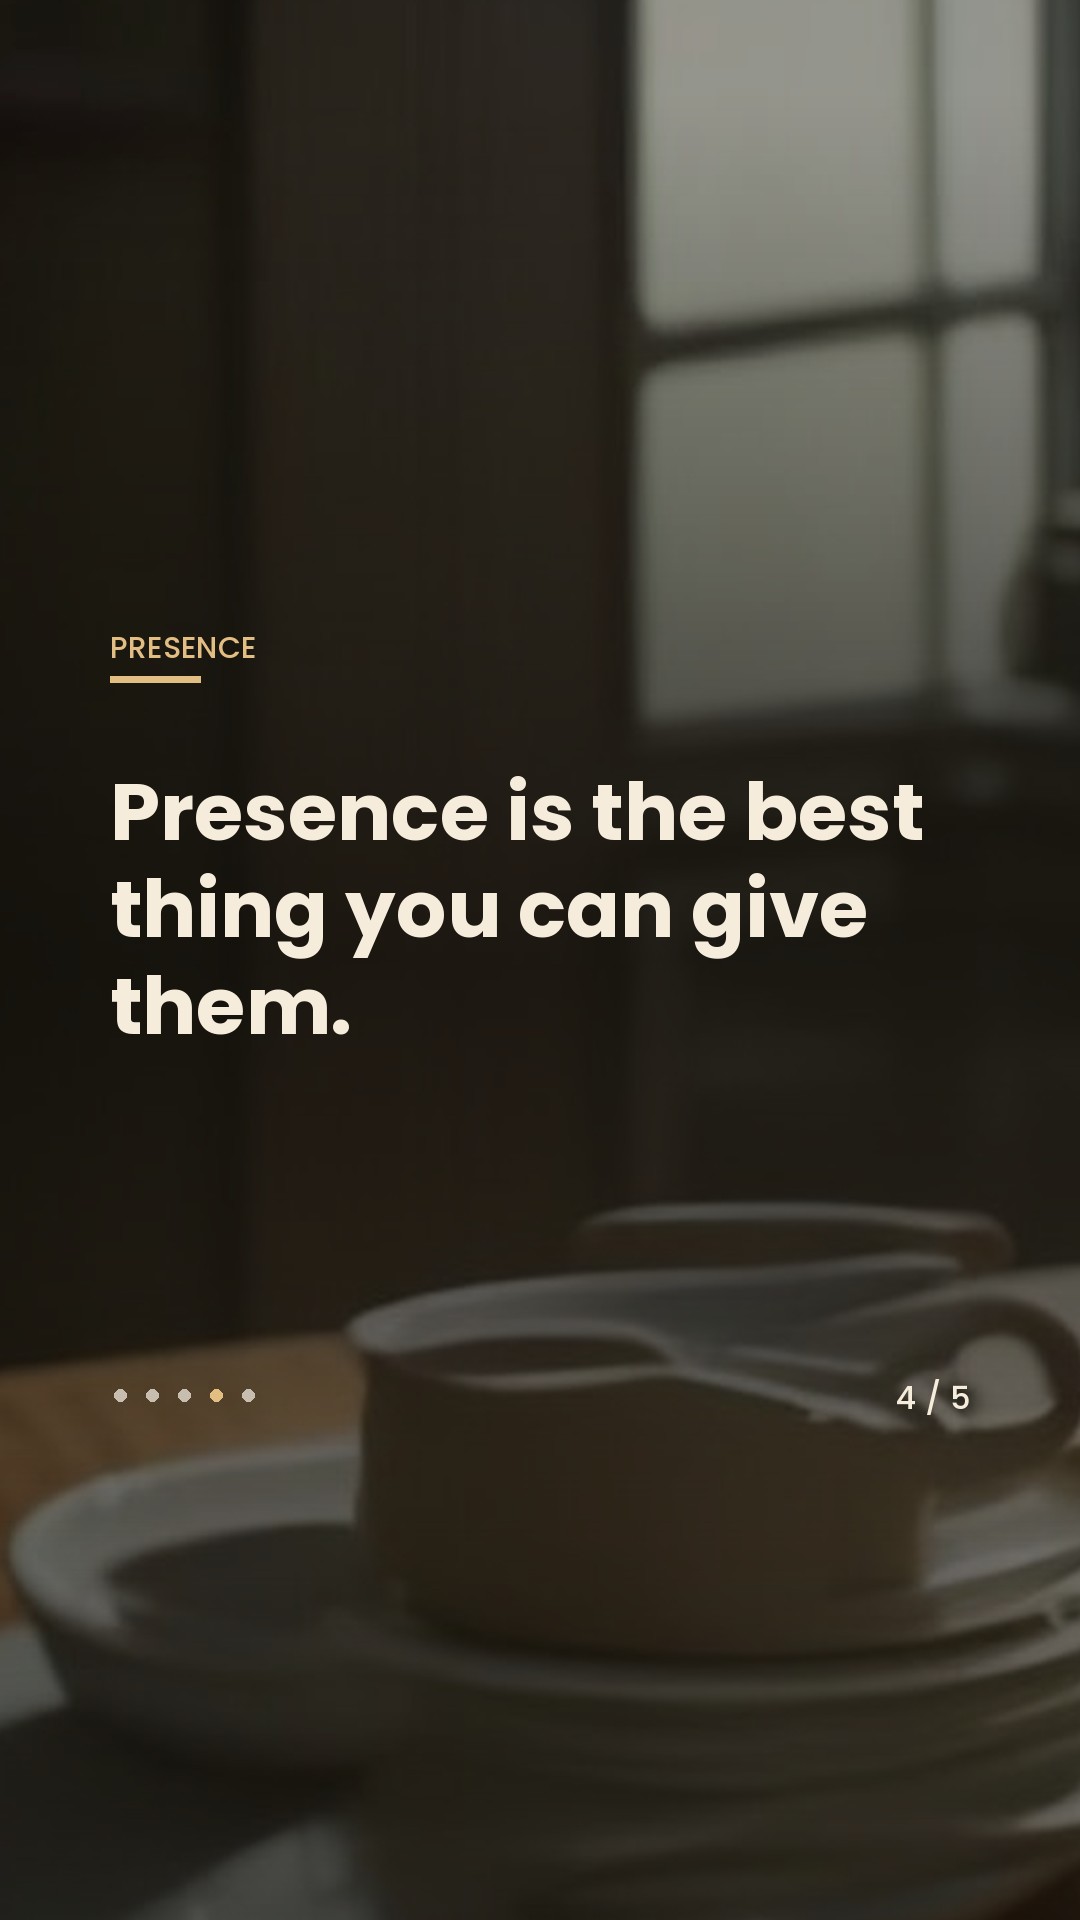 PRESENCE
Presence is the best
thing you can give
them.
4 / 5